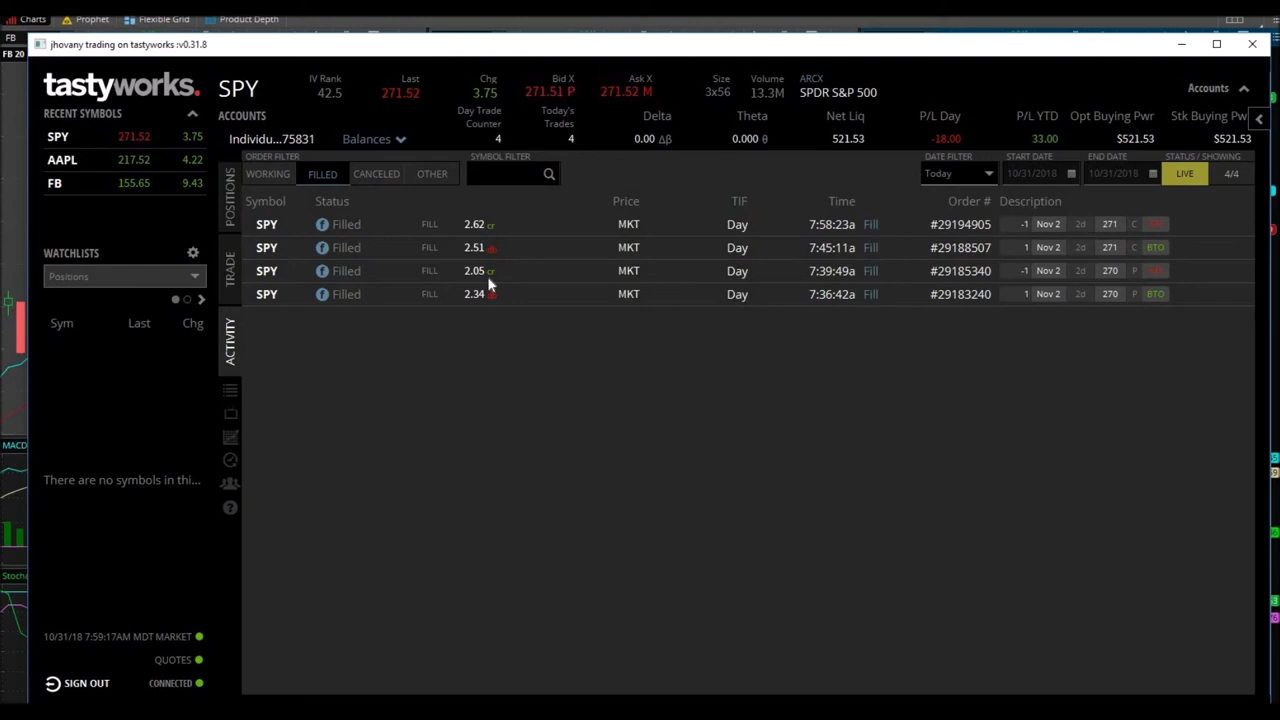 Charts Prophet Flexible Grid Product Depth
FB
jhovany trading on tastyworks :v0.31.8
FB 20
tastyworks.
RECENT SYMBOLS
SPY 271.52 3.75
AAPL 217.52 4.22
FB 155.65 9.43
WATCHLISTS
Positions
Sym Last Chg
There are no symbols in thi...
10/31/18 7:59:17AM MDT MARKET
QUOTES
SIGN OUT CONNECTED
MACD
Stoch
SPY
IV Rank Last Chg Bid X Ask X Size Volume ARCX
42.5 271.52 3.75 271.51 P 271.52 M 3x56 13.3M SPDR S&P 500
Accounts
ACCOUNTS Day Trade Counter Today's Trades Delta Theta Net Liq P/L Day P/L YTD Opt Buying Pwr Stk Buying Pw
Individu...75831 Balances 4 4 0.00 Δβ 0.000 θ 521.53 -18.00 33.00 $521.53 $521.53
ORDER FILTER SYMBOL FILTER DATE FILTER START DATE END DATE STATUS / SHOWING
WORKING FILLED CANCELED OTHER Today 10/31/2018 10/31/2018 LIVE 4/4
POSITIONS
TRADE
ACTIVITY
Symbol Status Price TIF Time Order # Description
SPY Filled FILL 2.62 cr MKT Day 7:58:23a Fill #29194905 -1 Nov 2 2d 271 C
SPY Filled FILL 2.51 MKT Day 7:45:11a Fill #29188507 1 Nov 2 2d 271 C BTO
SPY Filled FILL 2.05 cr MKT Day 7:39:49a Fill #29185340 -1 Nov 2 2d 270 P
SPY Filled FILL 2.34 MKT Day 7:36:42a Fill #29183240 1 Nov 2 2d 270 P BTO